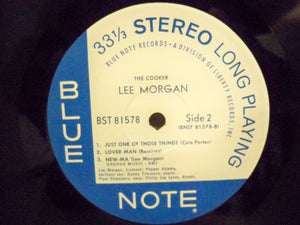 33⅓ STEREO LONG PLAYING
BLUE NOTE RECORDS • A DIVISION OF LIBERTY RECORDS, INC.
THE COOKER
LEE MORGAN
BST 81578
Side 2
(BNST 81578-B)
1. JUST ONE OF THOSE THINGS (Cole Porter)
2. LOVER MAN (Ramirez)
3. NEW-MA (Lee Morgan)
GROOVE MUSIC - BMI
Lee Morgan, trumpet; Pepper Adams,
baritone sax; Bobby Timmons, piano;
Paul Chambers, bass; Philly Joe Jones, drums
BLUE
NOTE